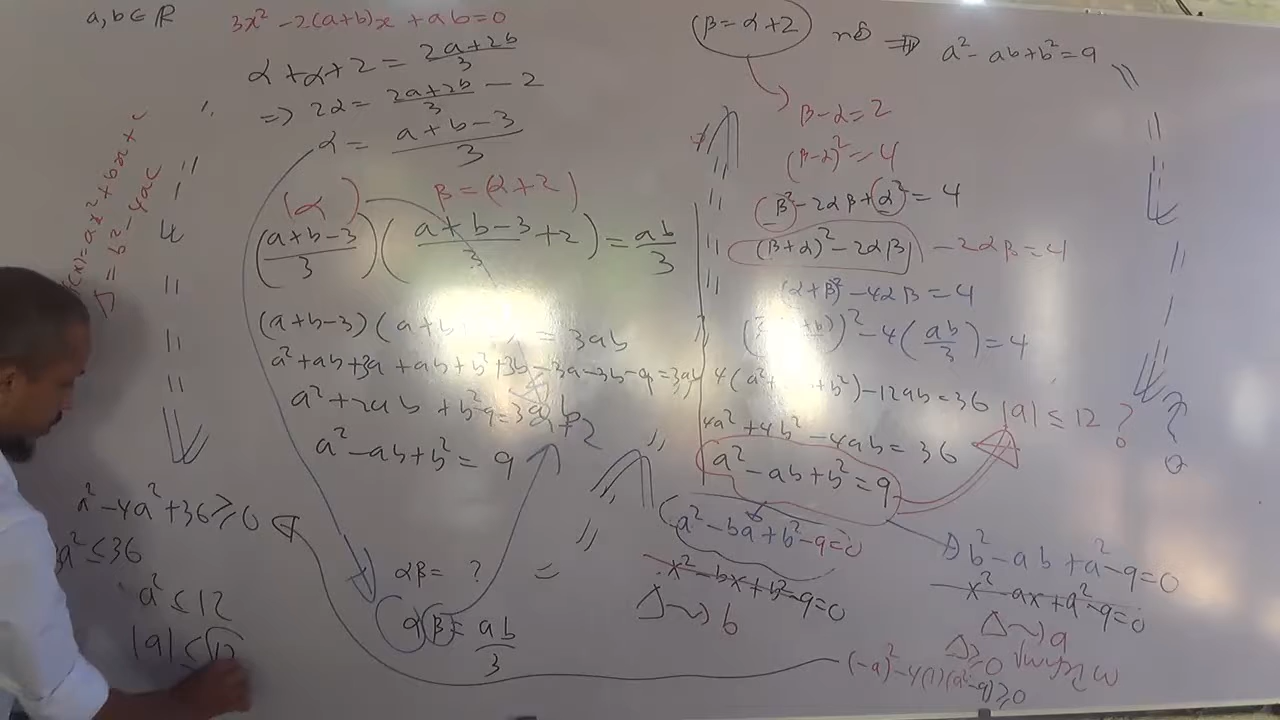 a, b ∈ ℝ
3x² - 2(a+b)x + ab = 0
α + α + 2 = (2a+2b)/3
⇒ 2α = (2a+2b)/3 - 2
α = (a+b-3)/3
(α) β = (α+2)
((a+b-3)/3)((a+b-3)/3 + 2) = ab/3
(a+b-3)(a+b = 3ab
a² + ab + 3a + ab + b² + 3b - 3a - 3b - 9 = 3ab
a² + 2ab + b² - 9 = 3ab
a² - ab + b² = 9
αβ = ?
αβ = ab/3
α+2
Δ = b² - 4ac
a² - 4a² + 36 ≥ 0
a² ≤ 36
a² ≤ 12
|a| ≤
(β = α+2) ⇒ a² - ab + b² = 9
β - α = 2
(β-α)² = 4
β² - 2αβ + α² = 4
(β+α)² - 2αβ - 2αβ = 4
(α+β)² - 4αβ = 4
)² - 4(ab/3) = 4
4(a² + b²) - 12ab = 36
4a² + 4b² - 4ab = 36
a² - ab + b² = 9
|a| ≤ 12 ?
a² - ba + b² - 9 = 0
x² - bx + b² - 9 = 0
Δ b
b² - ab + a² - 9 = 0
x² - ax + a² - 9 = 0
Δ a
Δ ≥ 0
(-a)² - 4(1)(a² - 9) ≥ 0